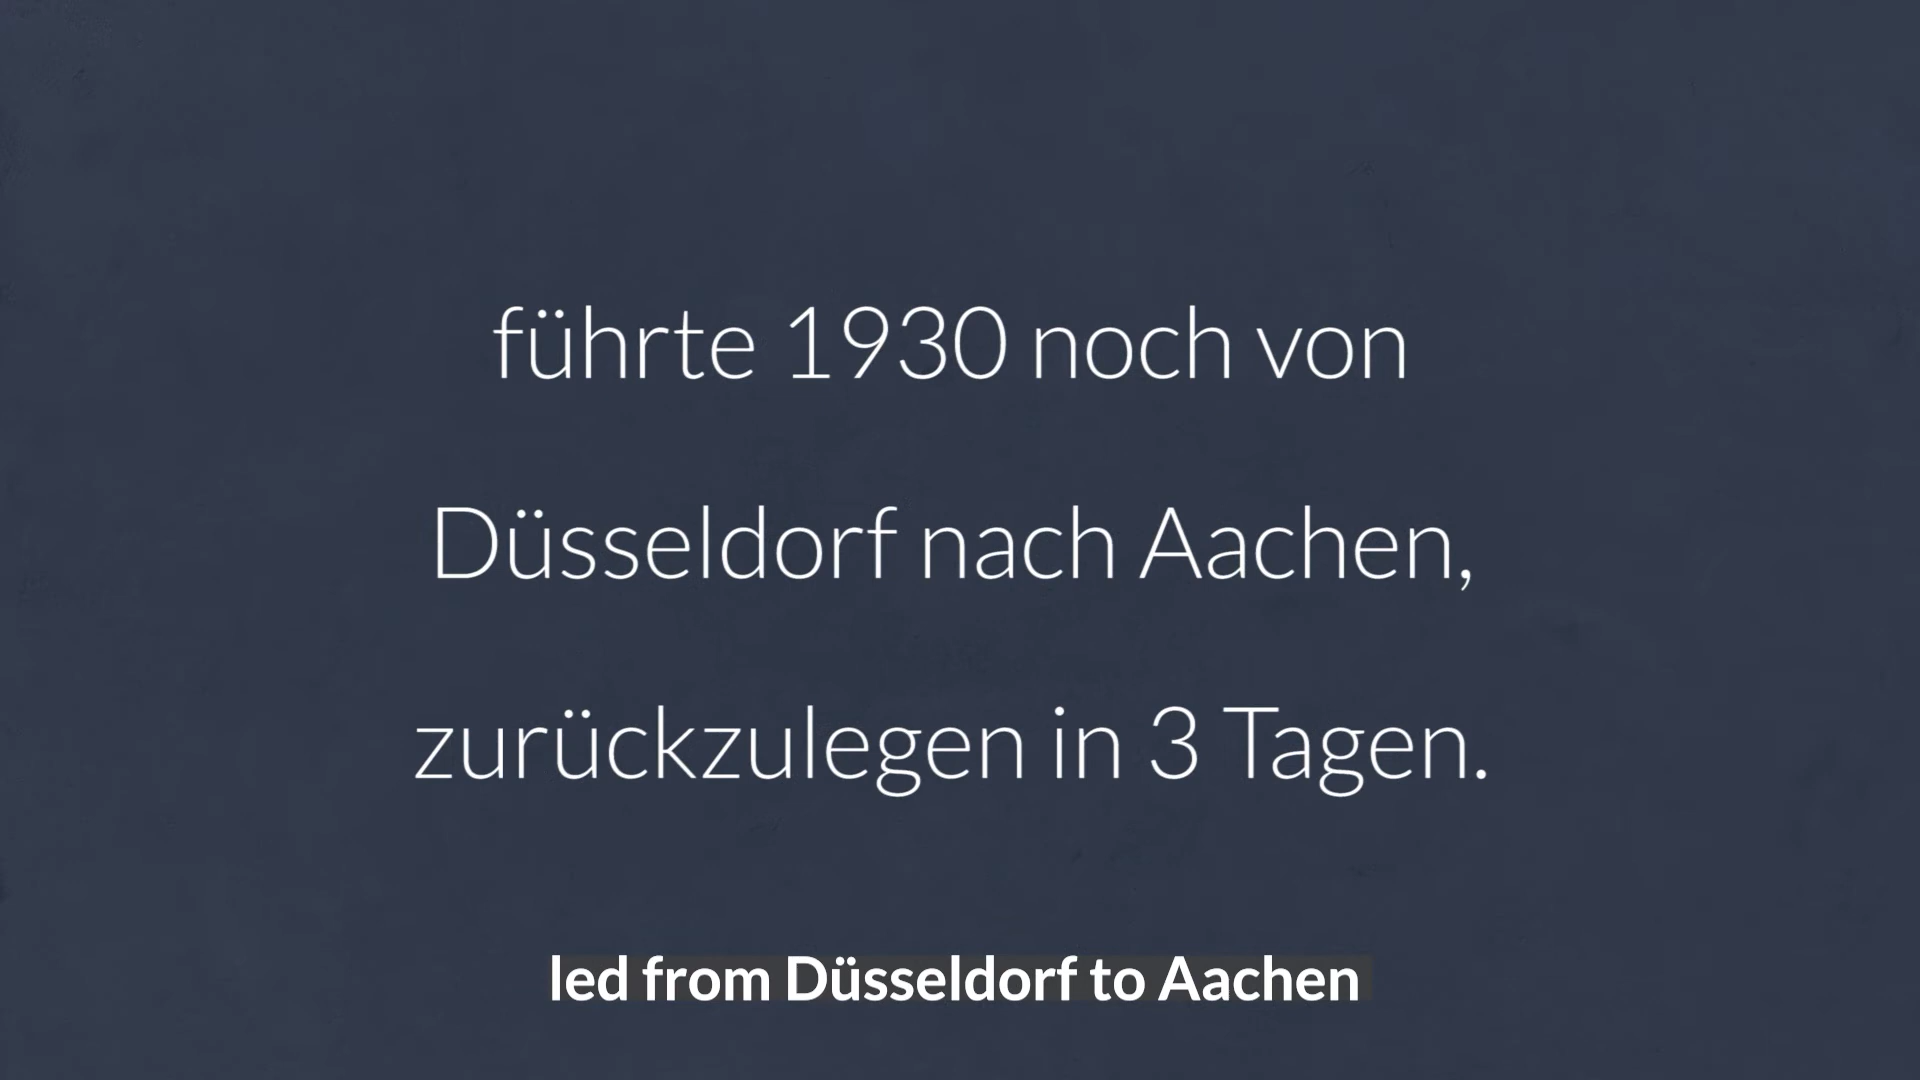 führte 1930 noch von
Düsseldorf nach Aachen,
zurückzulegen in 3 Tagen.
led from Düsseldorf to Aachen